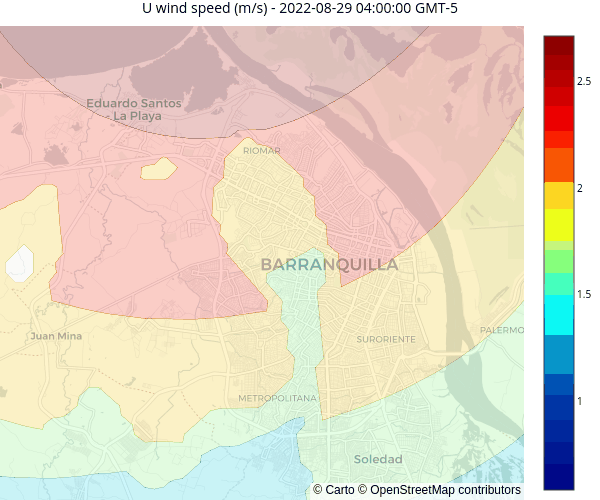 U wind speed (m/s) - 2022-08-29 04:00:00 GMT-5
Eduardo Santos
- La Playa
RIOMAR
BARRANQUILLA
Juan Mina
SURORIENTE
PALERMO
METROPOLITANA
Soledad
© Carto © OpenStreetMap contributors
2.5
2
1.5
1